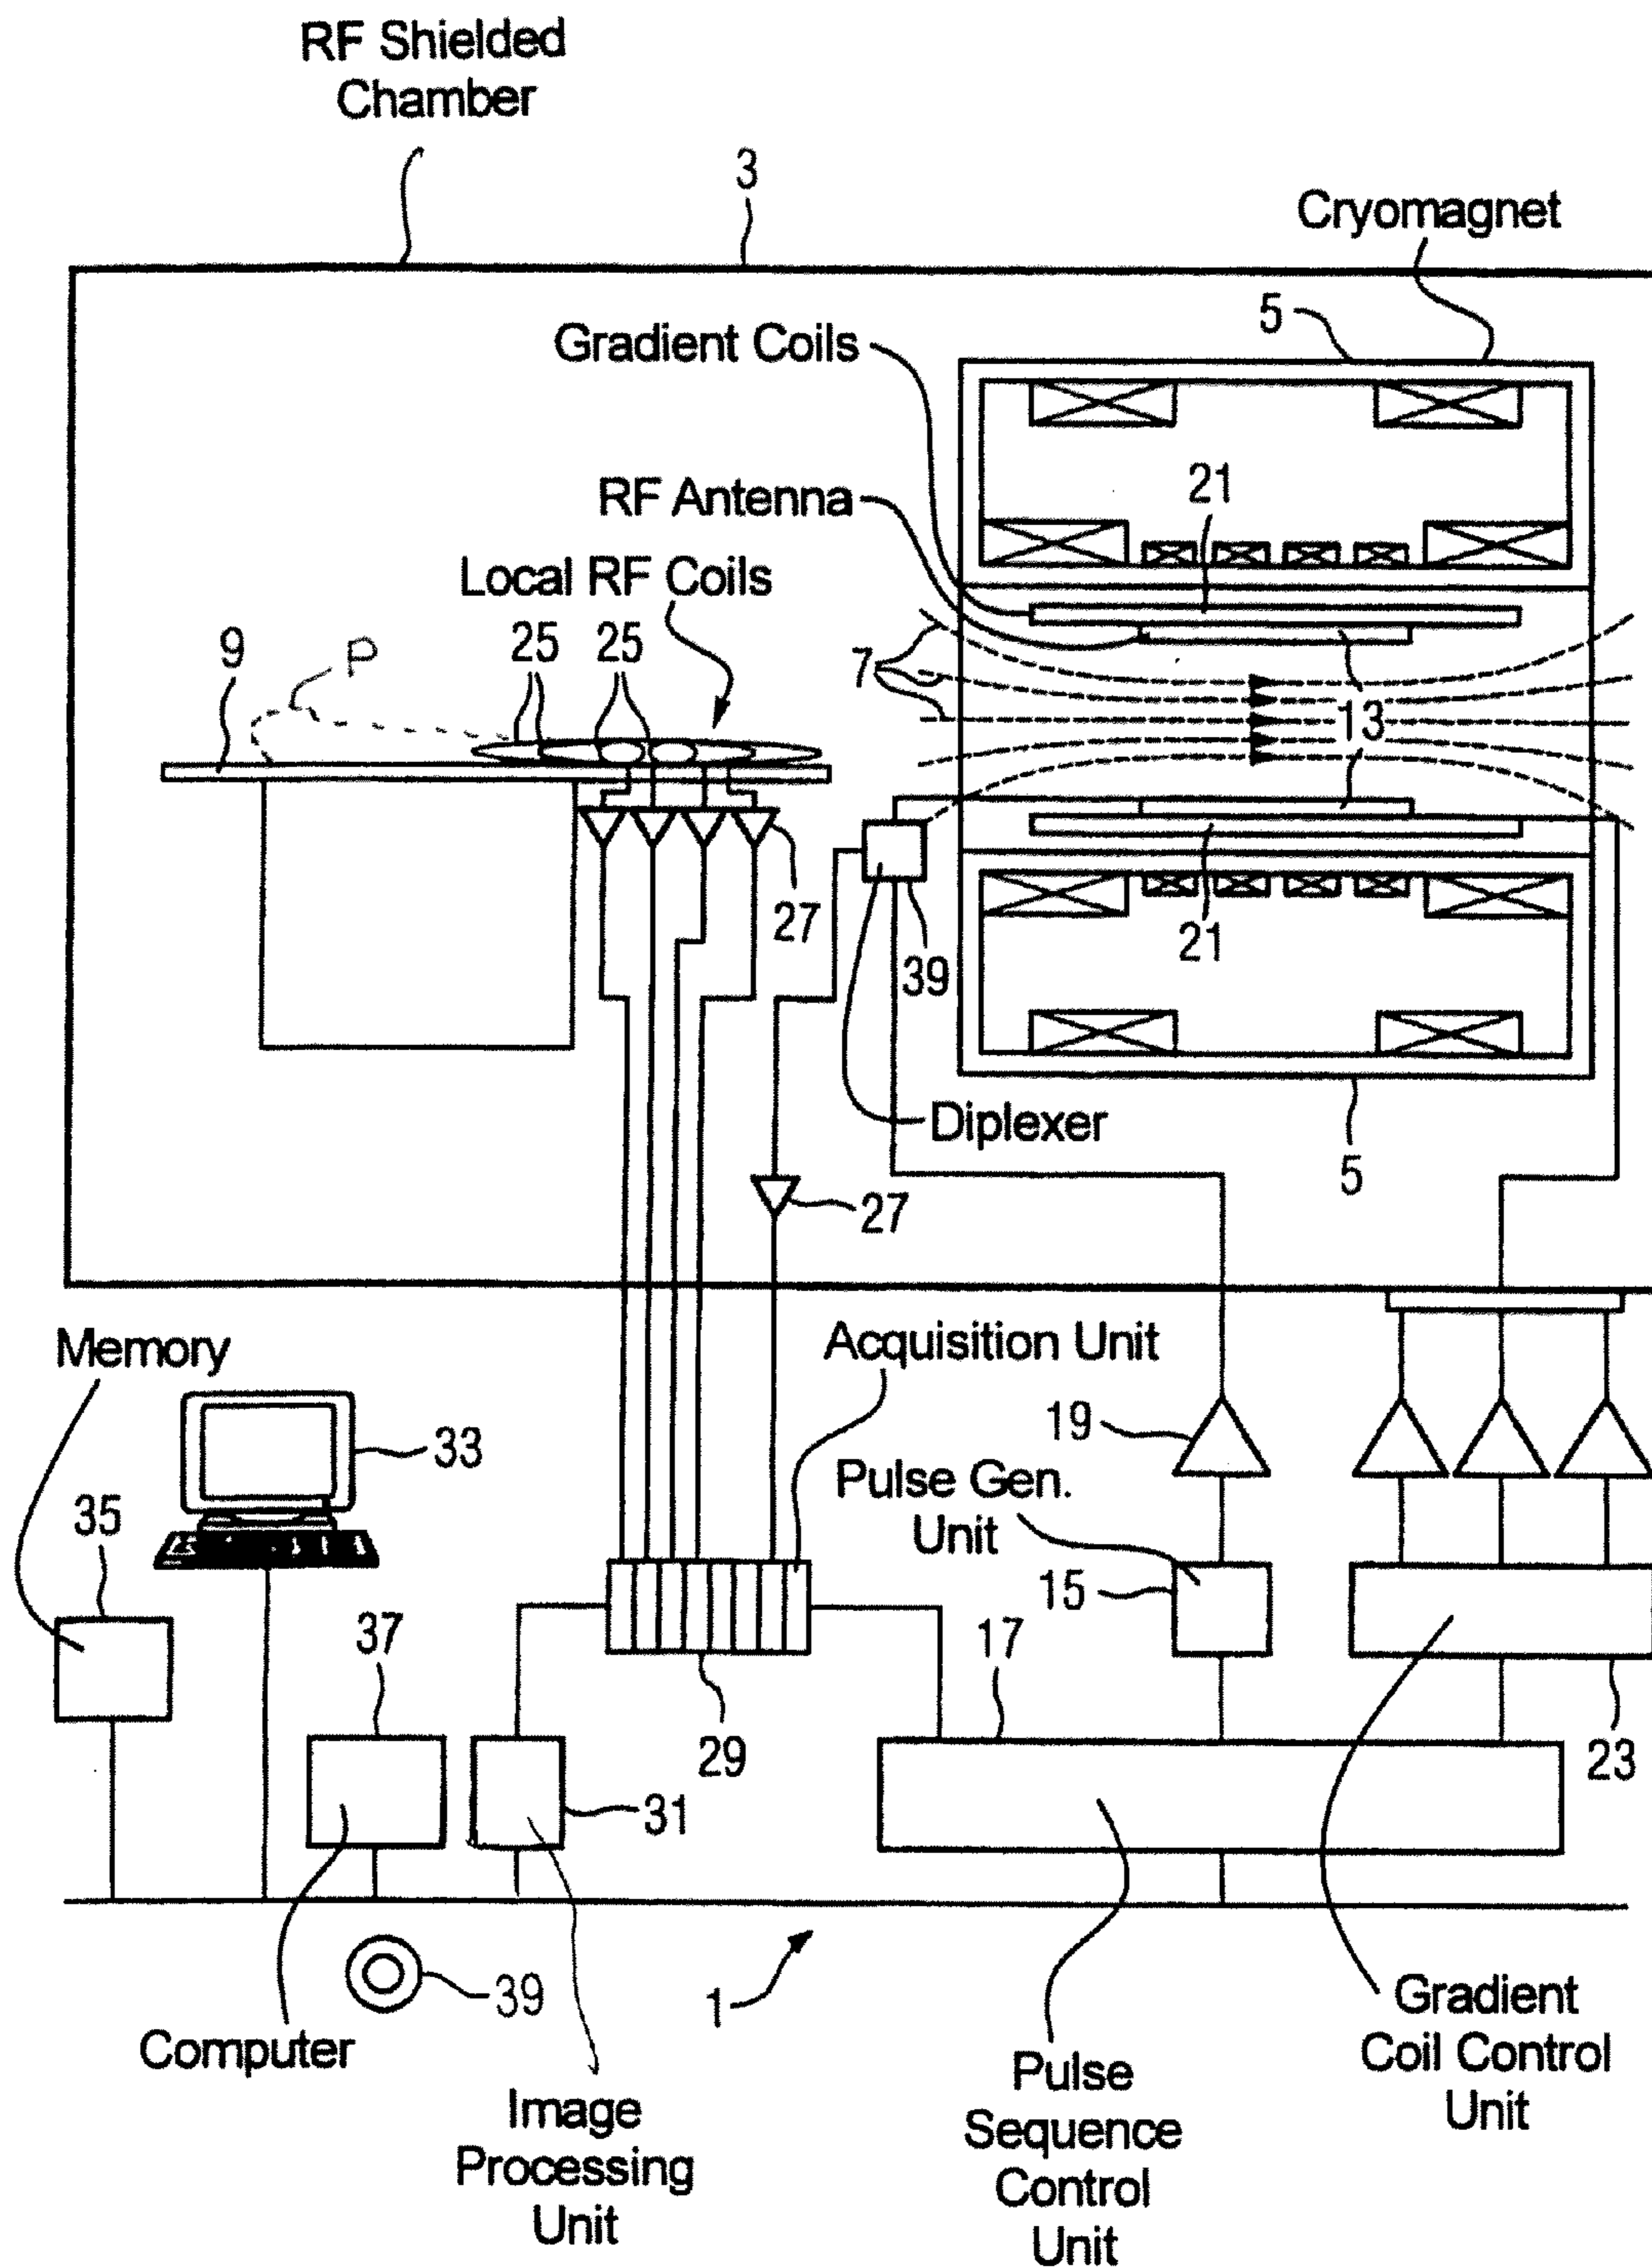 RF Shielded
Chamber
3
Cryomagnet
5
Gradient Coils
21
RF Antenna
Local RF Coils
9
P
25
25
7
13
27
39
21
Diplexer
5
27
Memory
Acquisition Unit
33
19
Pulse Gen.
Unit
35
15
37
17
29
23
31
39
1
Computer
Gradient
Coil Control
Unit
Image
Processing
Unit
Pulse
Sequence
Control
Unit